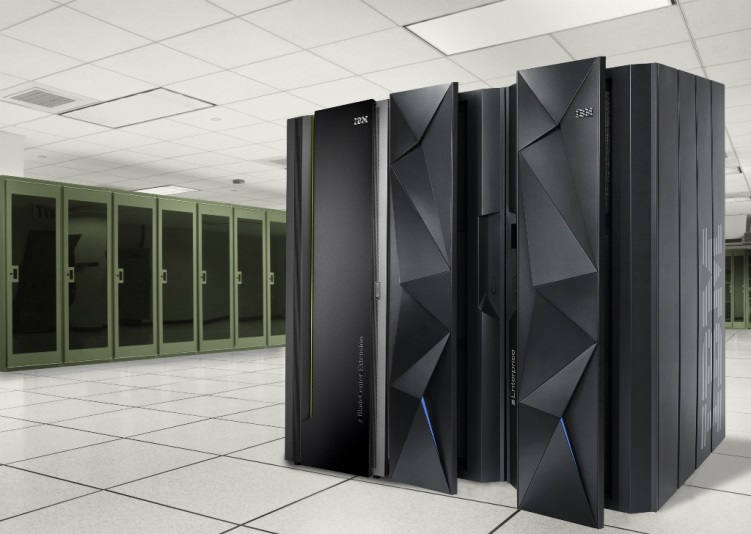 IBM
IBM
z BladeCenter Extension
zEnterprise
IBM